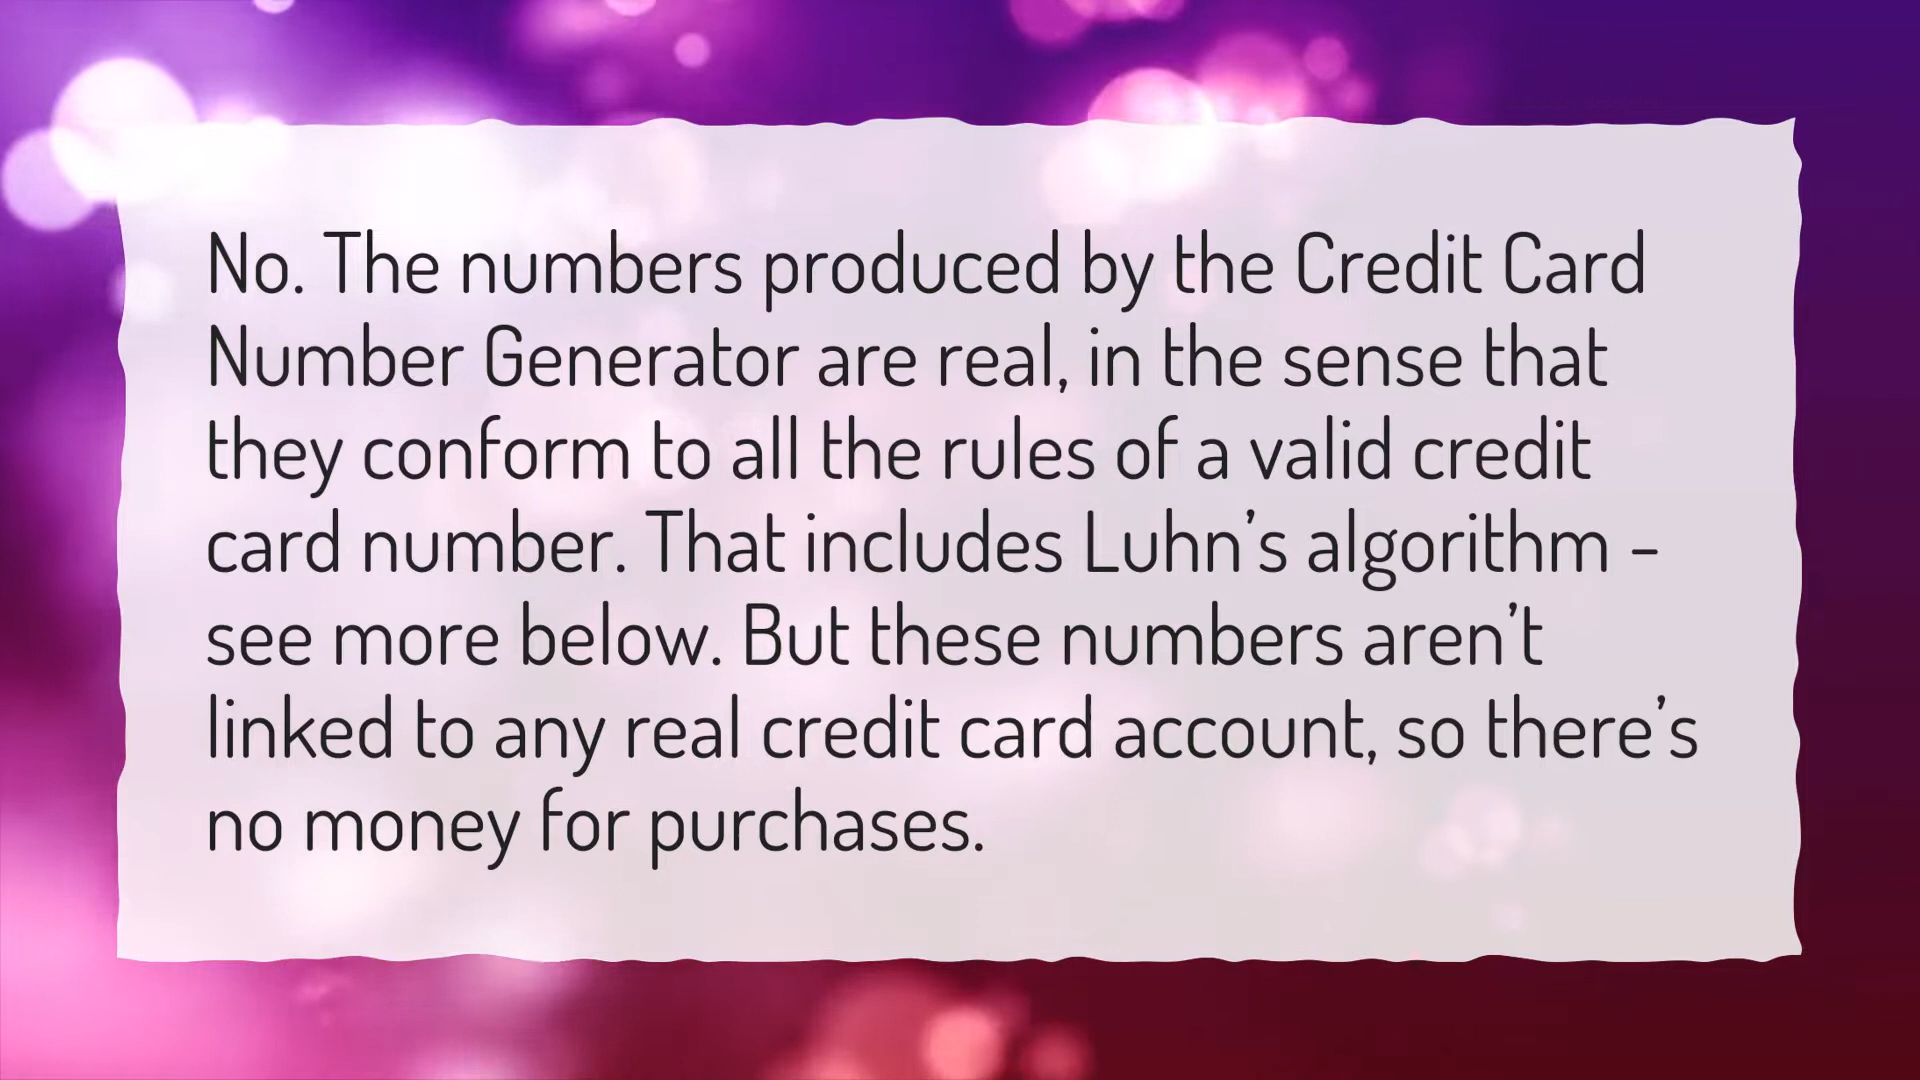 No. The numbers produced by the Credit Card
Number Generator are real, in the sense that
they conform to all the rules of a valid credit
card number. That includes Luhn’s algorithm -
see more below. But these numbers aren’t
linked to any real credit card account, so there’s
no money for purchases.